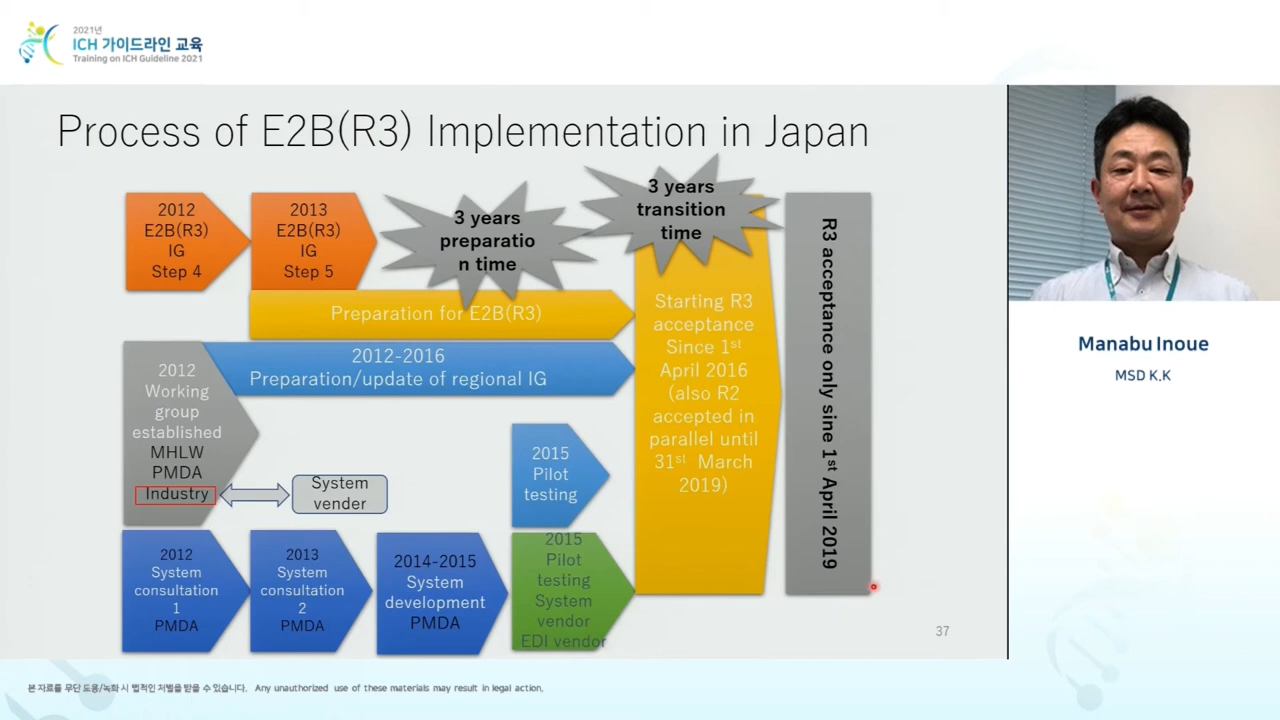 2021년
ICH 가이드라인 교육
Training on ICH Guideline 2021
Process of E2B(R3) Implementation in Japan
2012
E2B(R3)
IG
Step 4
2013
E2B(R3)
IG
Step 5
3 years
preparatio
n time
3 years
transition
time
Preparation for E2B(R3)
2012-2016
Preparation/update of regional IG
2012
Working
group
established
MHLW
PMDA
Industry
System
vender
2015
Pilot
testing
2012
System
consultation
1
PMDA
2013
System
consultation
2
PMDA
2014-2015
System
development
PMDA
2015
Pilot
testing
System
vendor
EDI vendor
Starting R3
acceptance
Since 1st
April 2016
(also R2
accepted in
parallel until
31st March
2019)
R3 acceptance only sine 1st April 2019
37
Manabu Inoue
MSD K.K
본 자료를 무단 도용/녹화 시 법적인 처벌을 받을 수 있습니다. Any unauthorized use of these materials may result in legal action.